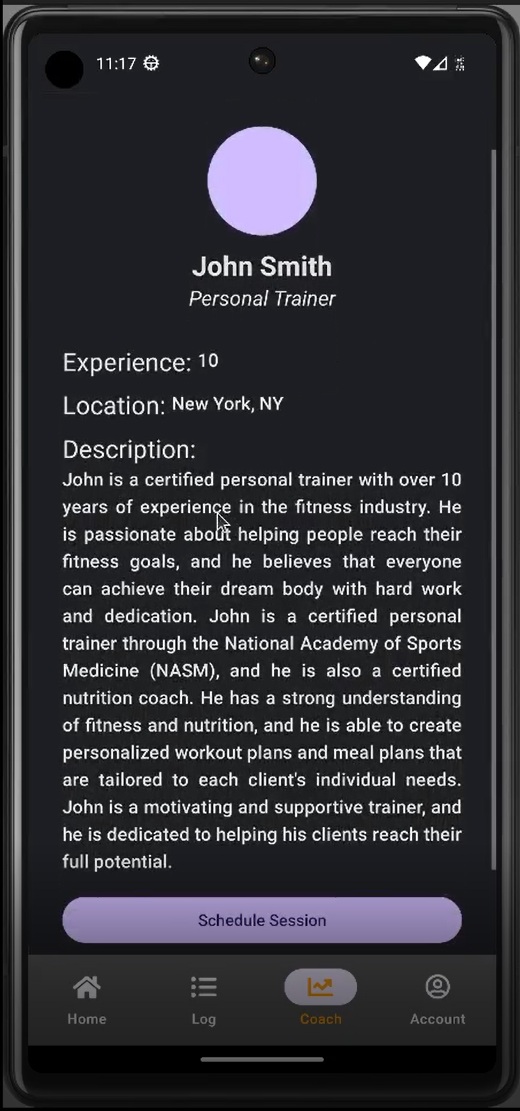 11:17
John Smith
Personal Trainer
Experience: 10
Location: New York, NY
Description:
John is a certified personal trainer with over 10
years of experience in the fitness industry. He
is passionate about helping people reach their
fitness goals, and he believes that everyone
can achieve their dream body with hard work
and dedication. John is a certified personal
trainer through the National Academy of Sports
Medicine (NASM), and he is also a certified
nutrition coach. He has a strong understanding
of fitness and nutrition, and he is able to create
personalized workout plans and meal plans that
are tailored to each client's individual needs.
John is a motivating and supportive trainer, and
he is dedicated to helping his clients reach their
full potential.
Schedule Session
Home Log Coach Account